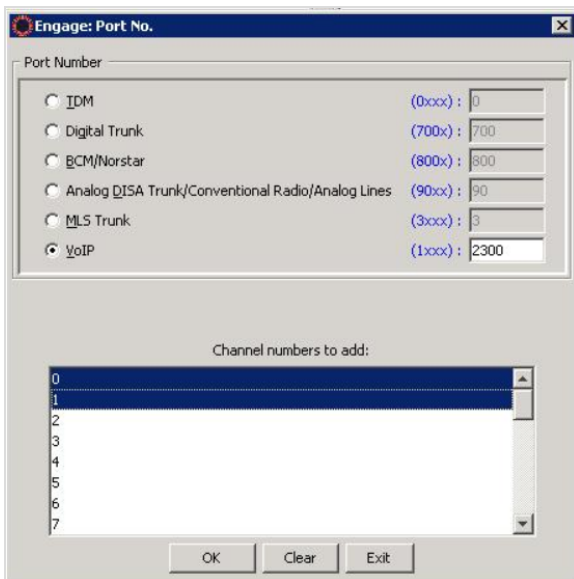 Engage: Port No.
Port Number
TDM (0xxx) : 0
Digital Trunk (700x) : 700
BCM/Norstar (800x) : 800
Analog DISA Trunk/Conventional Radio/Analog Lines (90xx) : 90
MLS Trunk (3xxx) : 3
VoIP (1xxx) : 2300
Channel numbers to add:
0
1
2
3
4
5
6
7
OK Clear Exit